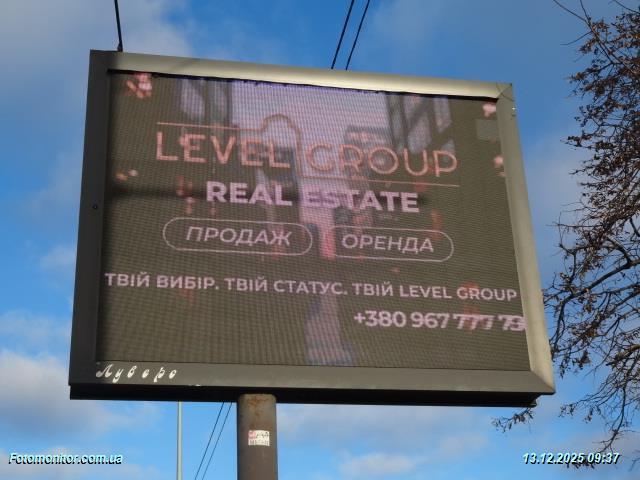 LEVEL GROUP
REAL ESTATE
ПРОДАЖ ОРЕНДА
ТВІЙ ВИБІР. ТВІЙ СТАТУС. ТВІЙ LEVEL GROUP
+380 967 777 79
Луверо
Fotomonitor.com.ua
13.12.2025 09:37